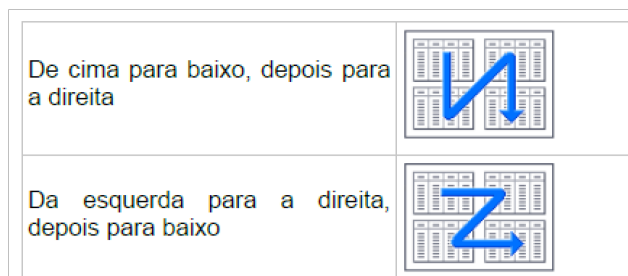 De cima para baixo, depois para
a direita
Da esquerda para a direita,
depois para baixo